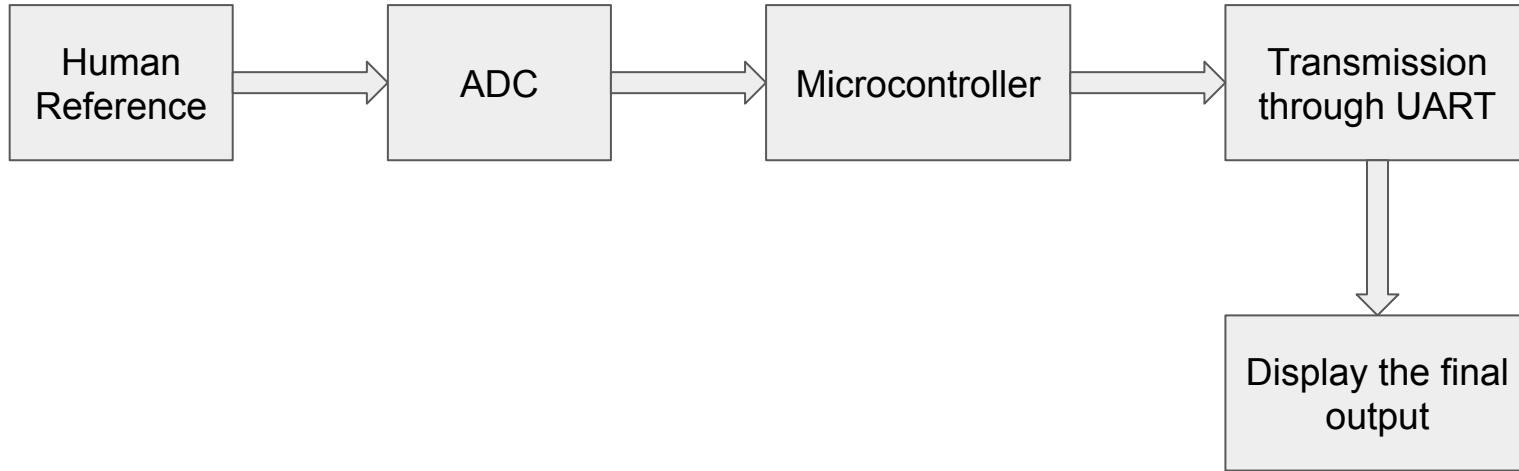 Human
Reference
ADC
Microcontroller
Transmission
through UART
Display the final
output